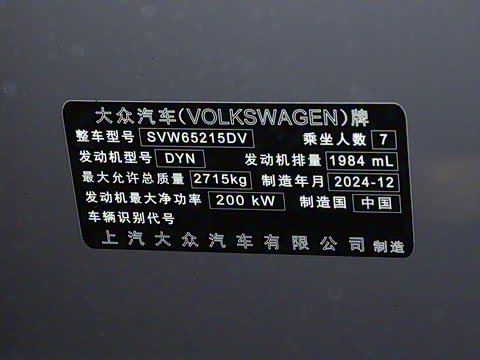 大众汽车(VOLKSWAGEN)牌
整车型号 SVW65215DV 乘坐人数 7
发动机型号 DYN 发动机排量 1984 mL
最大允许总质量 2715kg 制造年月 2024-12
发动机最大净功率 200 kW 制造国 中国
车辆识别代号
上汽大众汽车有限公司 制造